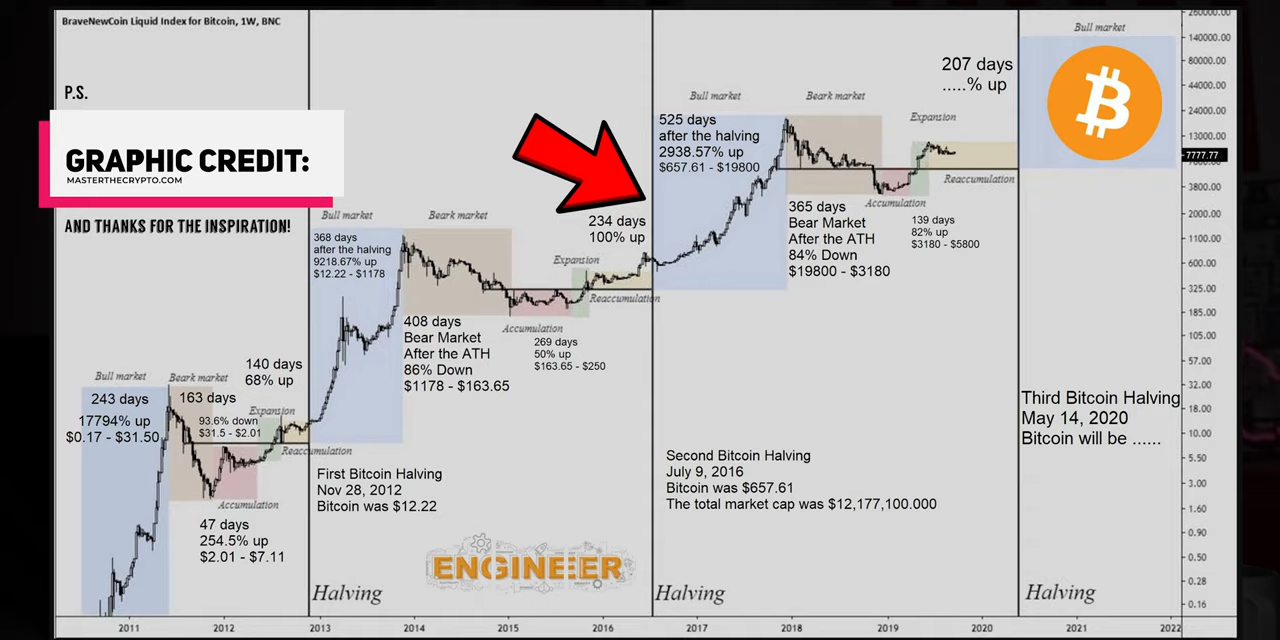 BraveNewCoin Liquid Index for Bitcoin, 1W, BNC
P.S.
GRAPHIC CREDIT:
MASTERTHECRYPTO.COM
AND THANKS FOR THE INSPIRATION!
Bull market
243 days
17794% up
$0.17 - $31.50
Beark market
163 days
93.6% down
$31.5 - $2.01
140 days
68% up
Expansion
Reaccumulation
Accumulation
47 days
254.5% up
$2.01 - $7.11
Bull market
368 days
after the halving
9218.67% up
$12.22 - $1178
First Bitcoin Halving
Nov 28, 2012
Bitcoin was $12.22
Halving
Beark market
408 days
Bear Market
After the ATH
86% Down
$1178 - $163.65
Accumulation
269 days
50% up
$163.65 - $250
234 days
100% up
Expansion
Reaccumulation
ENGINEEER
Bull market
525 days
after the halving
2938.57% up
$657.61 - $19800
Second Bitcoin Halving
July 9, 2016
Bitcoin was $657.61
The total market cap was $12,177,100.000
Halving
Beark market
365 days
Bear Market
After the ATH
84% Down
$19800 - $3180
Accumulation
139 days
82% up
$3180 - $5800
207 days
.....% up
Expansion
Reaccumulation
Bull market
Third Bitcoin Halving
May 14, 2020
Bitcoin will be ......
Halving
260000.00
140000.00
80000.00
44000.00
24000.00
13000.00
7777.77
3800.00
2000.00
1100.00
600.00
325.00
185.00
105.00
57.00
32.00
18.00
10.00
5.50
3.00
1.60
0.90
0.50
0.28
0.16
2011 2012 2013 2014 2015 2016 2017 2018 2019 2020 2021 2022